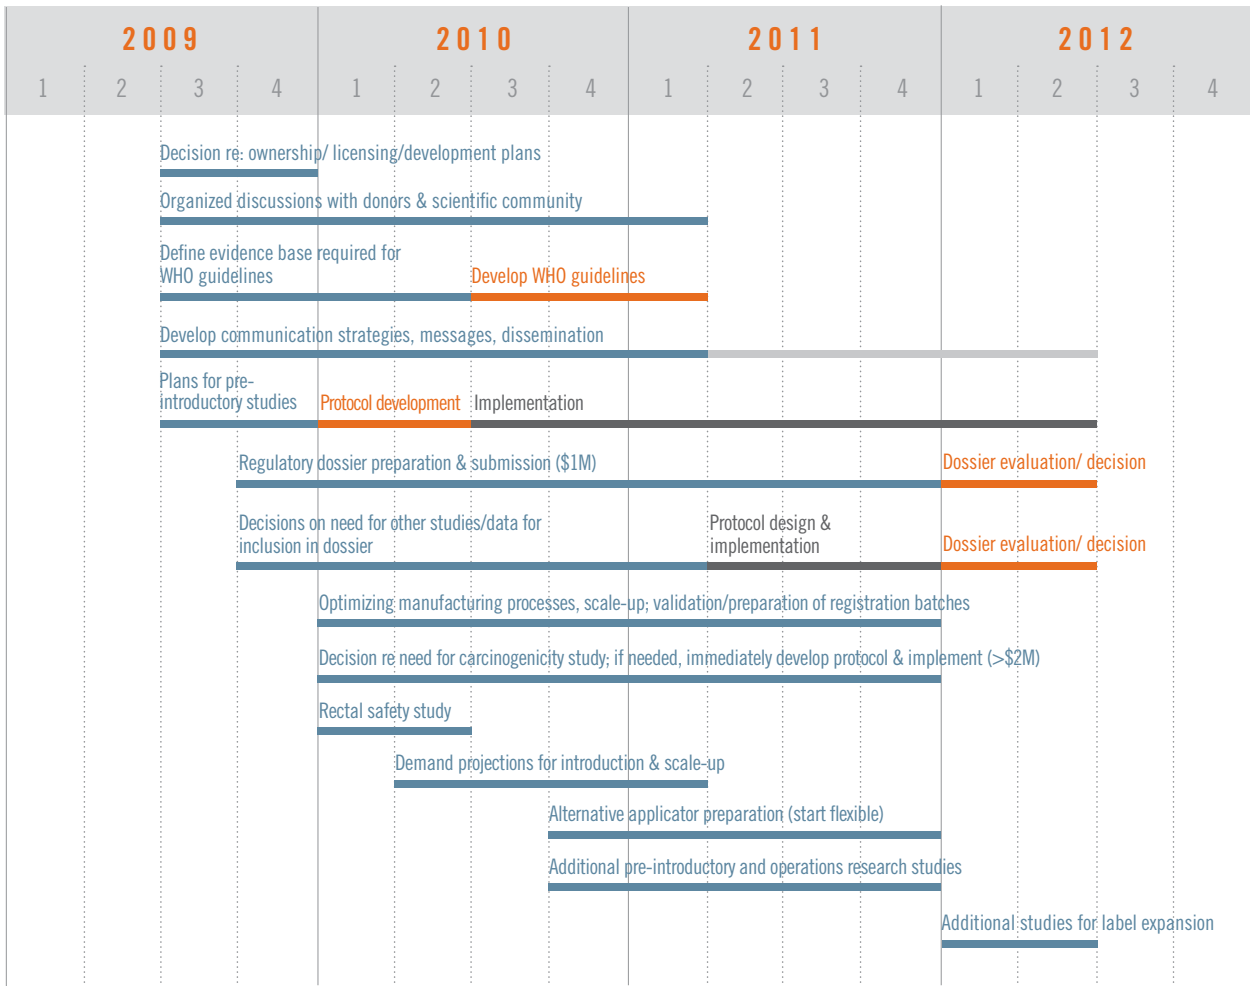 2009 2010 2011 2012
1 2 3 4 1 2 3 4 1 2 3 4 1 2 3 4
Decision re: ownership/ licensing/development plans
Organized discussions with donors & scientific community
Define evidence base required for
WHO guidelines
Develop WHO guidelines
Develop communication strategies, messages, dissemination
Plans for pre-
introductory studies
Protocol development
Implementation
Regulatory dossier preparation & submission ($1M)
Dossier evaluation/ decision
Decisions on need for other studies/data for
inclusion in dossier
Protocol design &
implementation
Dossier evaluation/ decision
Optimizing manufacturing processes, scale-up; validation/preparation of registration batches
Decision re need for carcinogenicity study; if needed, immediately develop protocol & implement (>$2M)
Rectal safety study
Demand projections for introduction & scale-up
Alternative applicator preparation (start flexible)
Additional pre-introductory and operations research studies
Additional studies for label expansion